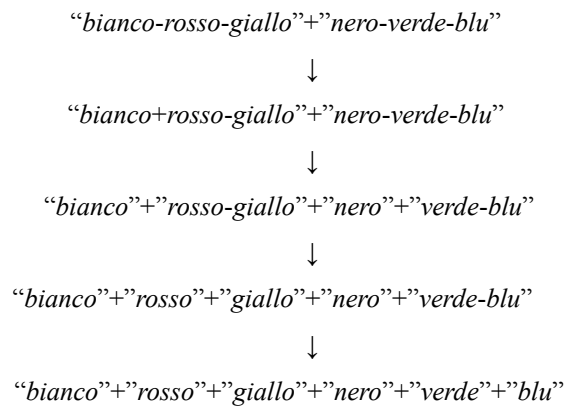 “bianco-rosso-giallo”+”nero-verde-blu”
↓
“bianco+rosso-giallo”+”nero-verde-blu”
↓
“bianco”+”rosso-giallo”+”nero”+”verde-blu”
↓
“bianco”+”rosso”+”giallo”+”nero”+”verde-blu”
↓
“bianco”+”rosso”+”giallo”+”nero”+”verde”+”blu”